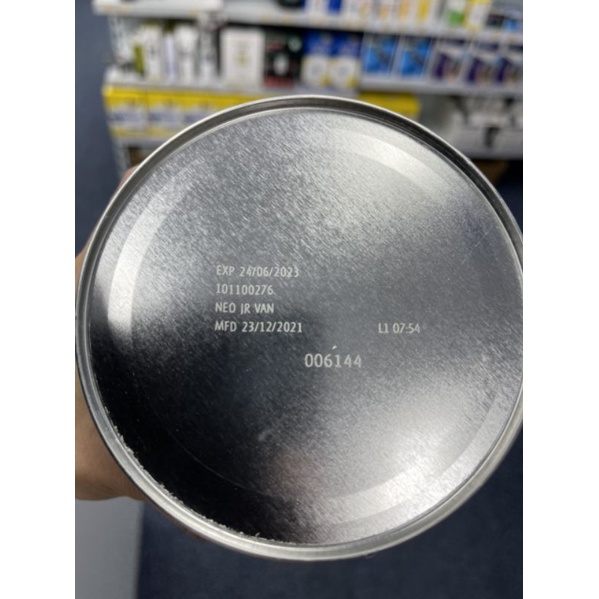 EXP 24/06/2023
101100276
NEO JR VAN
MFD 23/12/2021 L1 07:54
006144